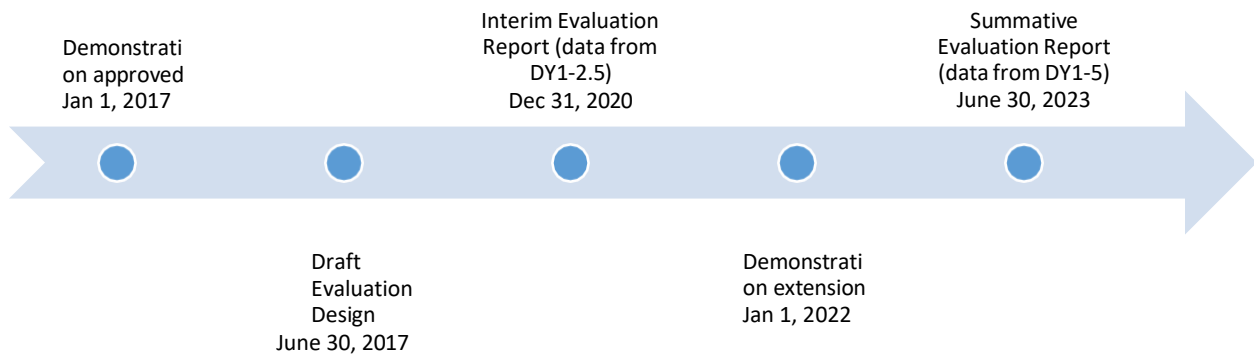 Demonstrati
on approved
Jan 1, 2017
Interim Evaluation
Report (data from
DY1-2.5)
Dec 31, 2020
Summative
Evaluation Report
(data from DY1-5)
June 30, 2023
Draft
Evaluation
Design
June 30, 2017
Demonstrati
on extension
Jan 1, 2022